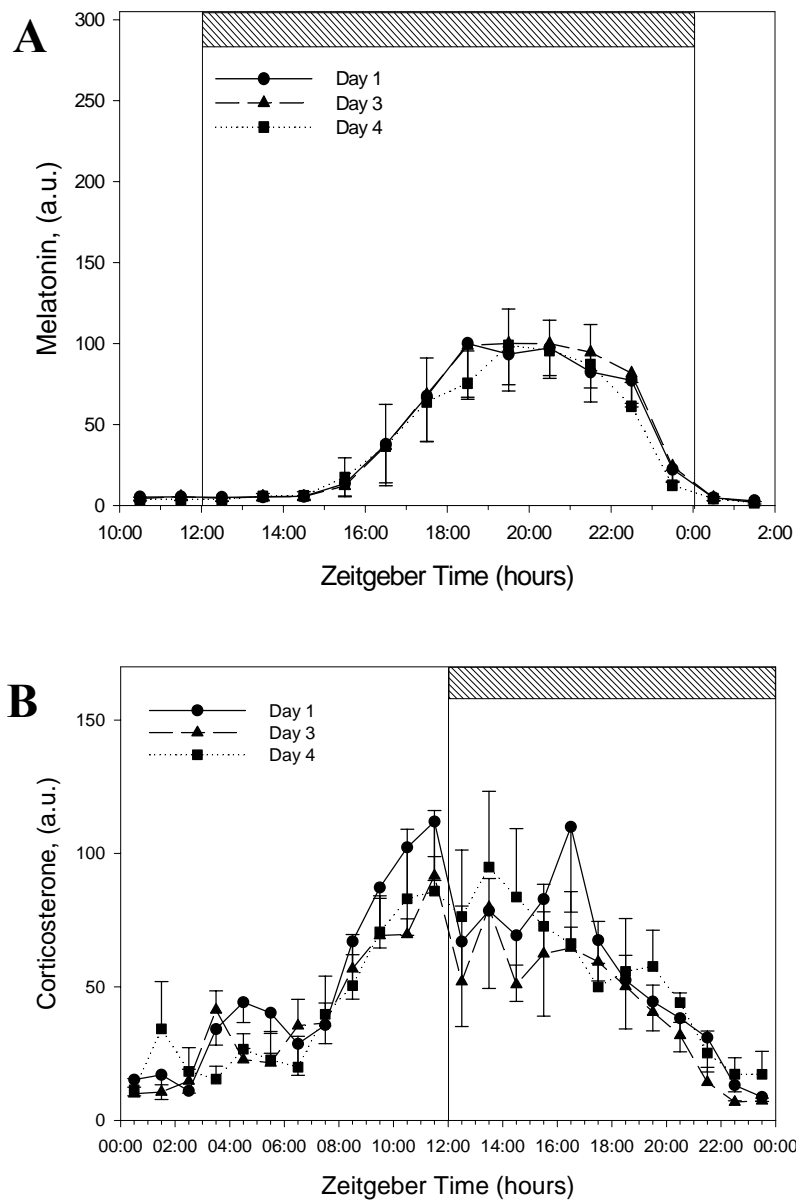 A
300
250
200
150
100
50
0
Melatonin, (a.u.)
Day 1
Day 3
Day 4
10:00 12:00 14:00 16:00 18:00 20:00 22:00 0:00 2:00
Zeitgeber Time (hours)
B
150
100
50
0
Corticosterone, (a.u.)
Day 1
Day 3
Day 4
00:00 02:00 04:00 06:00 08:00 10:00 12:00 14:00 16:00 18:00 20:00 22:00 00:00
Zeitgeber Time (hours)